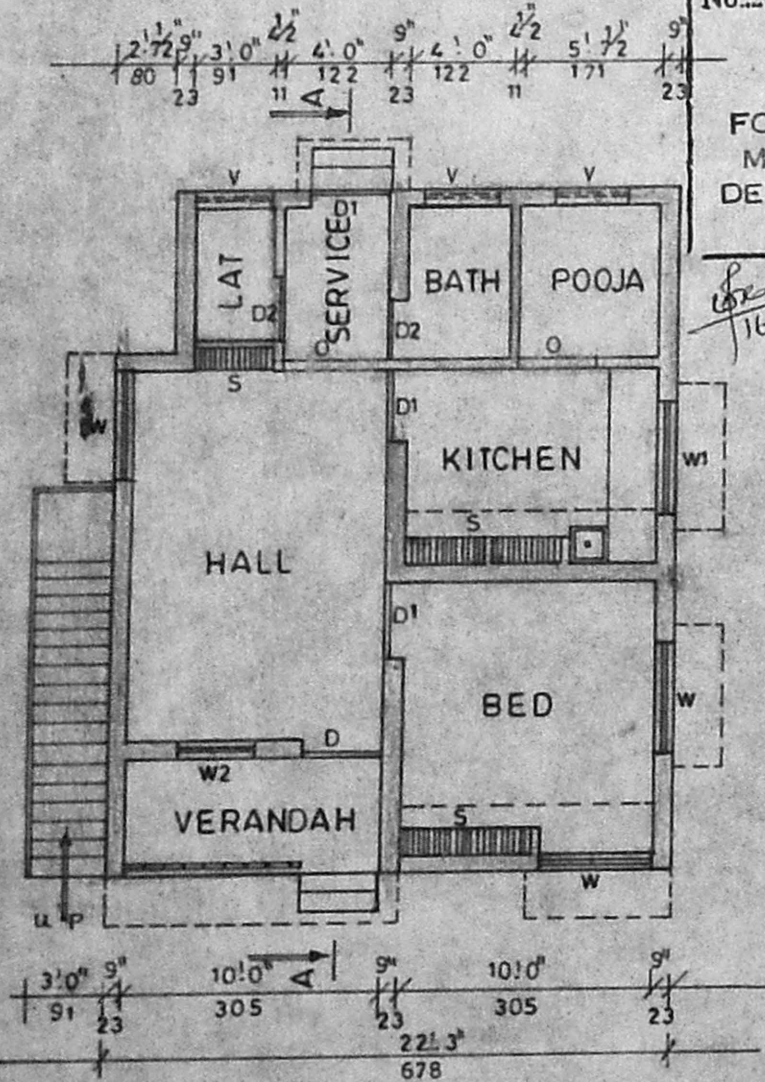 No....
2'.7½" 9" 3'.0" 4½" 4'.0" 9" 4'.0" 4½" 5'.7½" 9"
80 23 91 11 122 23 122 11 171 23
A
FO
M
DE
V V V
LAT SERVICE D1 BATH POOJA
D2 O D2 O
16
S
W D1 KITCHEN W1
S
HALL
D1
BED W
D
W2
VERANDAH S
W
UP
A
3'.0" 9" 10'.0" 9" 10'.0" 9"
91 23 305 23 305 23
22'.3"
678